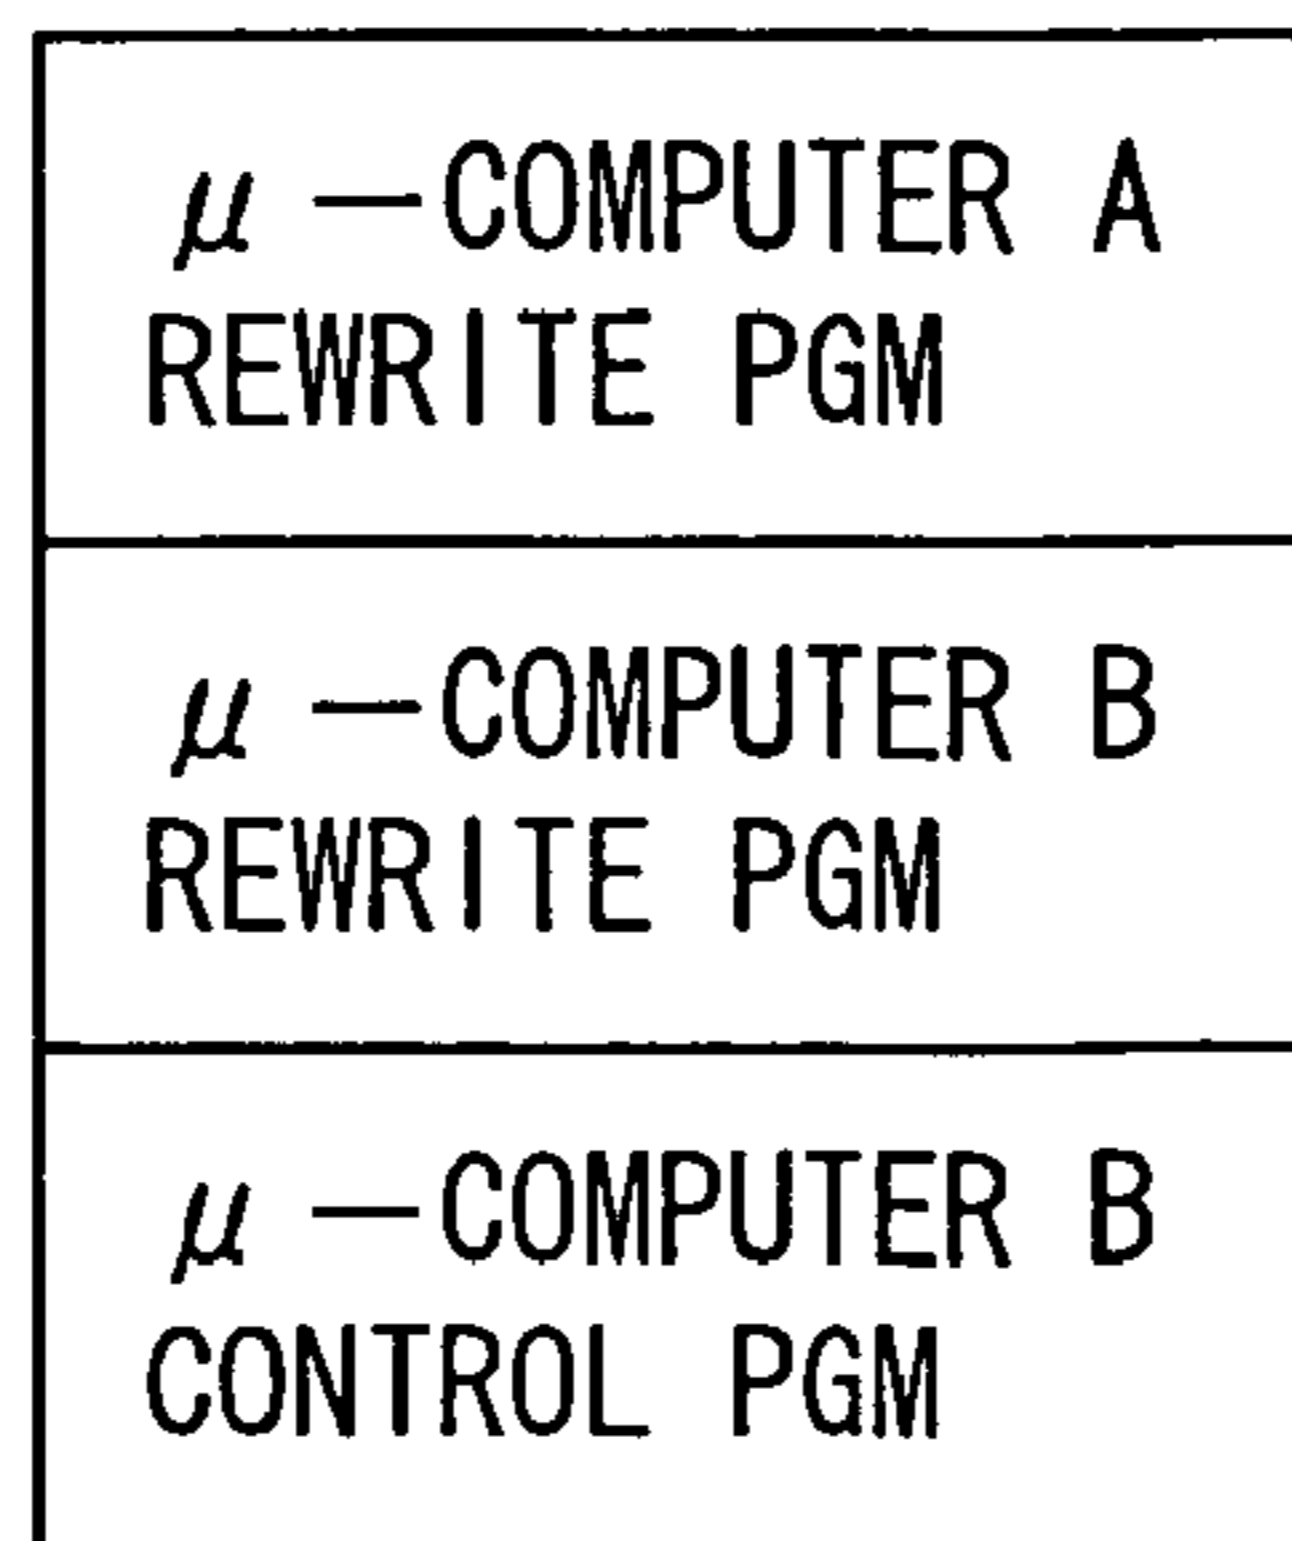 μ-COMPUTER A
REWRITE PGM
μ-COMPUTER B
REWRITE PGM
μ-COMPUTER B
CONTROL PGM